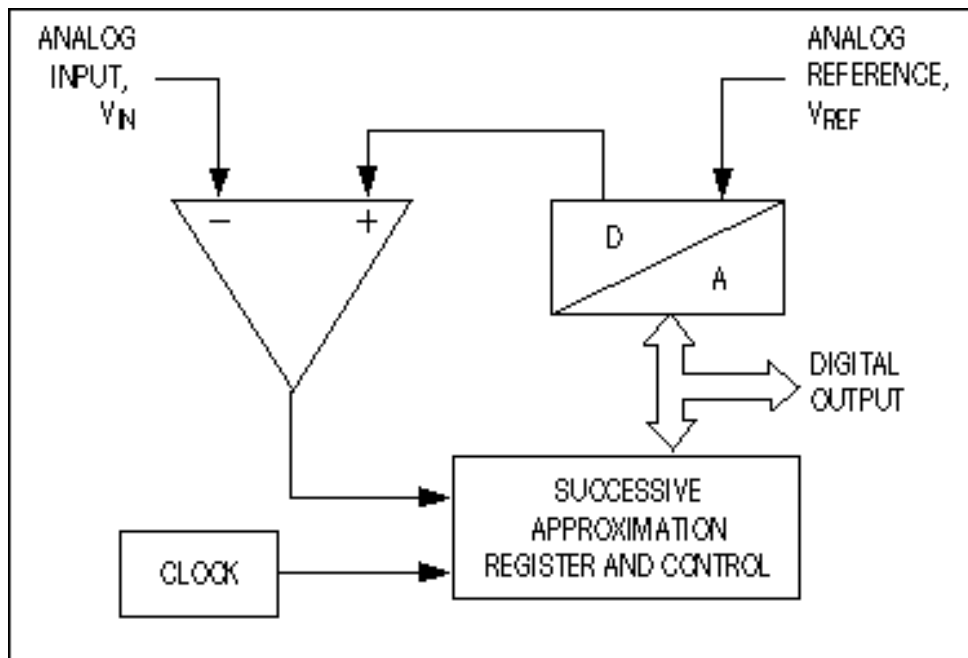 ANALOG
INPUT,
VIN
ANALOG
REFERENCE,
VREF
− +
D
A
DIGITAL
OUTPUT
SUCCESSIVE
APPROXIMATION
REGISTER AND CONTROL
CLOCK